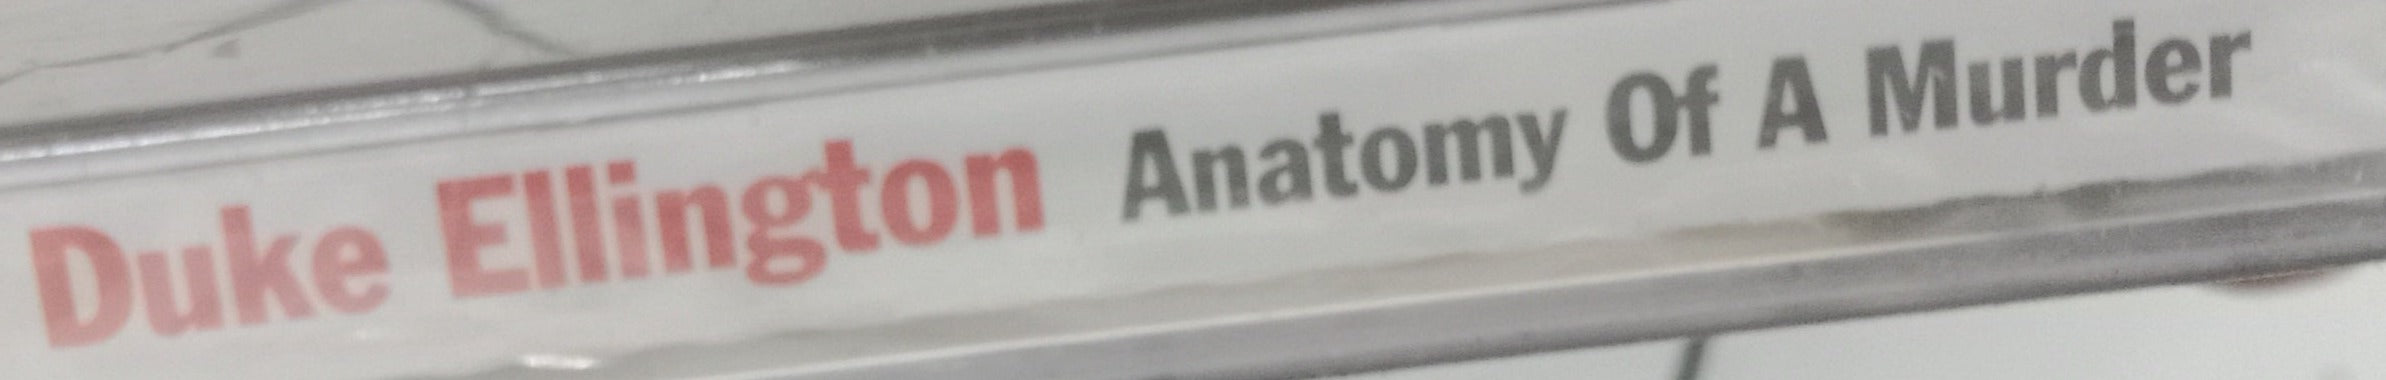 Duke Ellington Anatomy Of A Murder